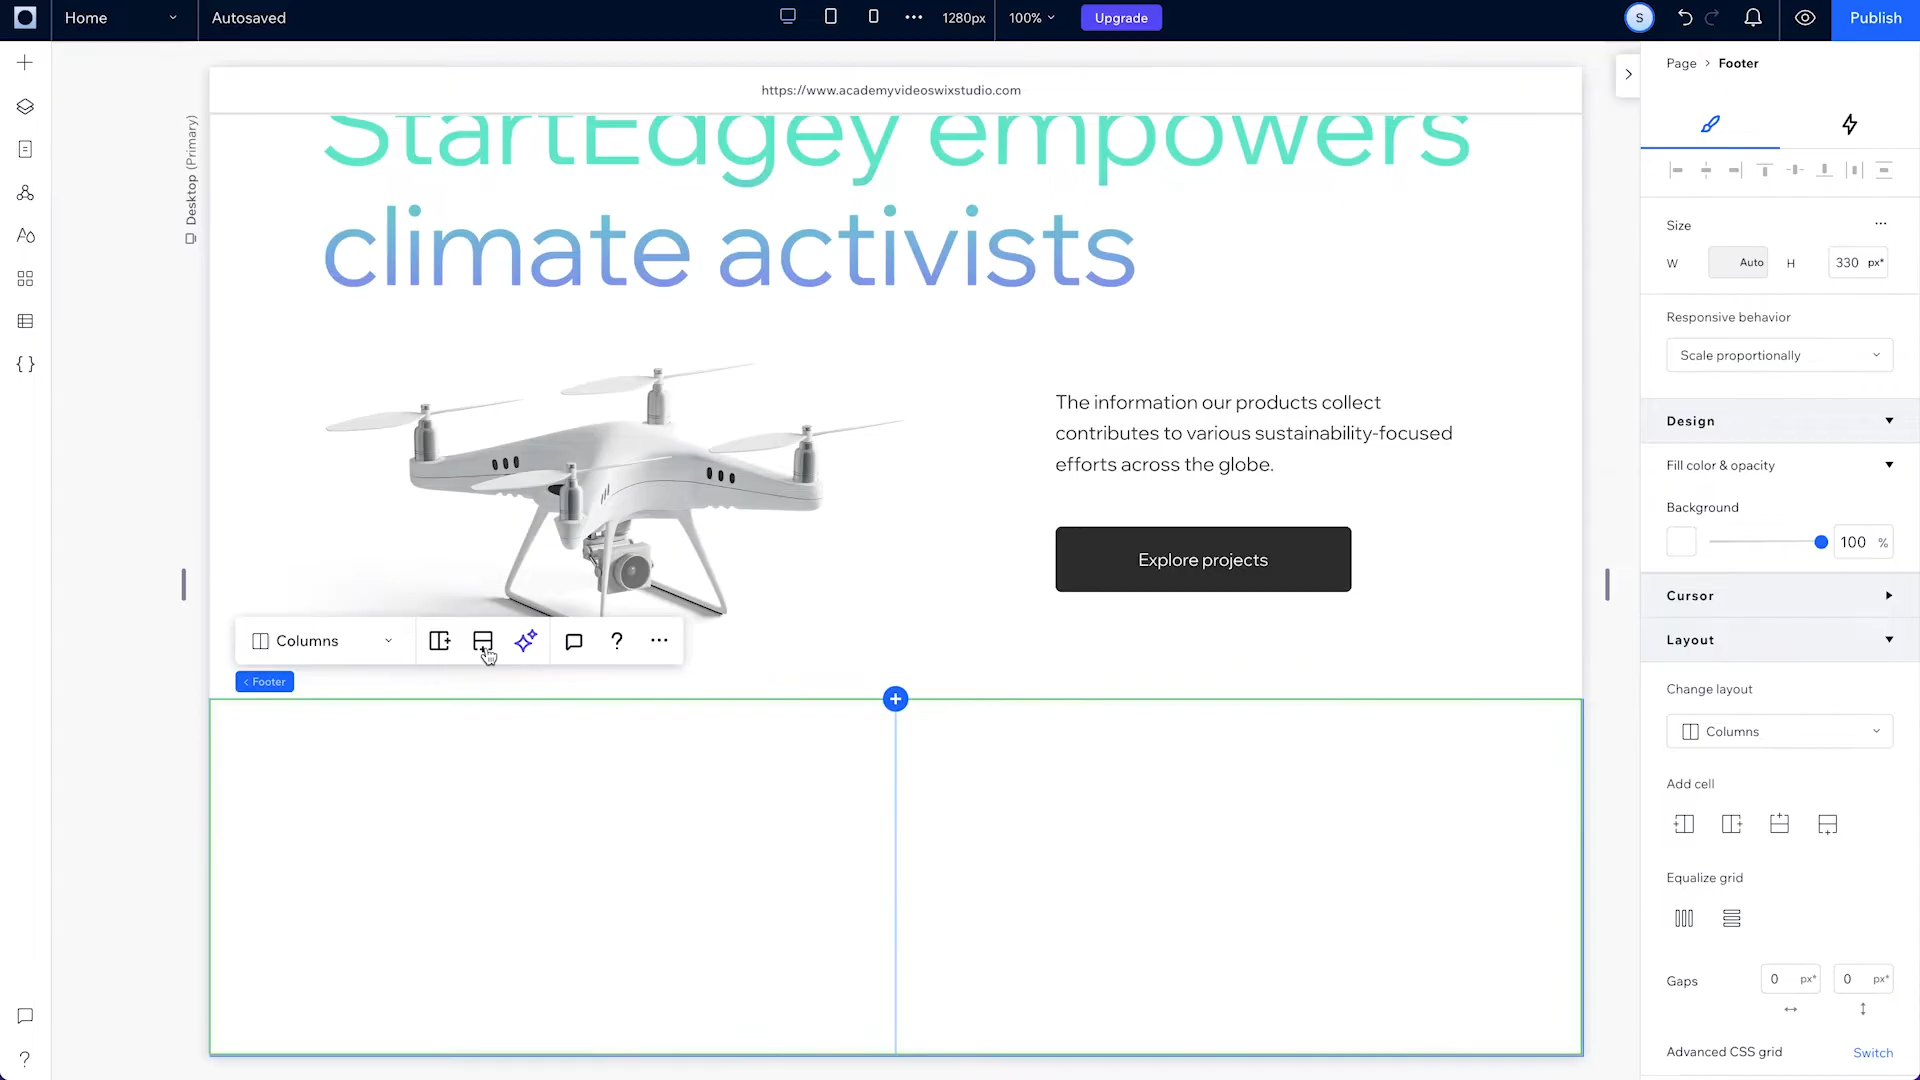 Home
Autosaved
1280px
100%
Upgrade
S
Publish
Page > Footer
https://www.academyvideoswixstudio.com
Desktop (Primary)
StartEdgey empowers
climate activists
The information our products collect
contributes to various sustainability-focused
efforts across the globe.
Explore projects
Columns
< Footer
Size
W Auto H 330 px*
Responsive behavior
Scale proportionally
Design
Fill color & opacity
Background
100 %
Cursor
Layout
Change layout
Columns
Add cell
Equalize grid
Gaps 0 px* 0 px*
Advanced CSS grid Switch